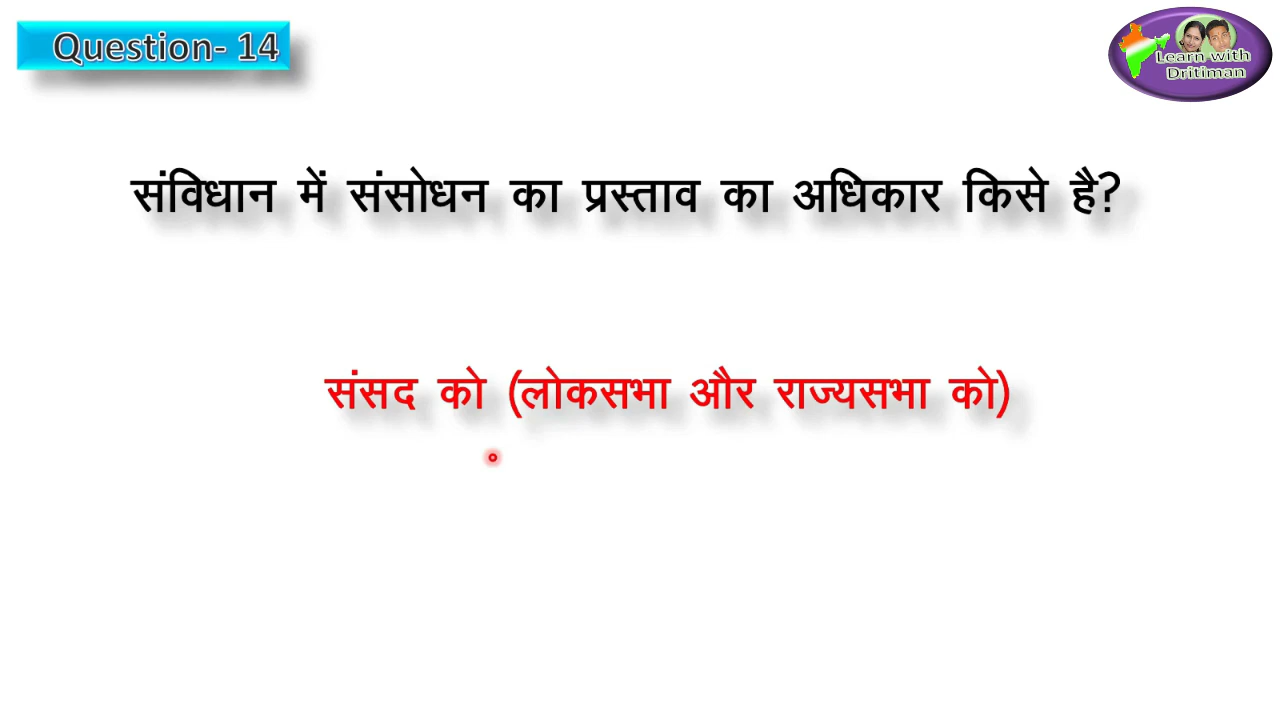 Question- 14
Learn with
Dritiman
संविधान में संसोधन का प्रस्ताव का अधिकार किसे है?
संसद को (लोकसभा और राज्यसभा को)